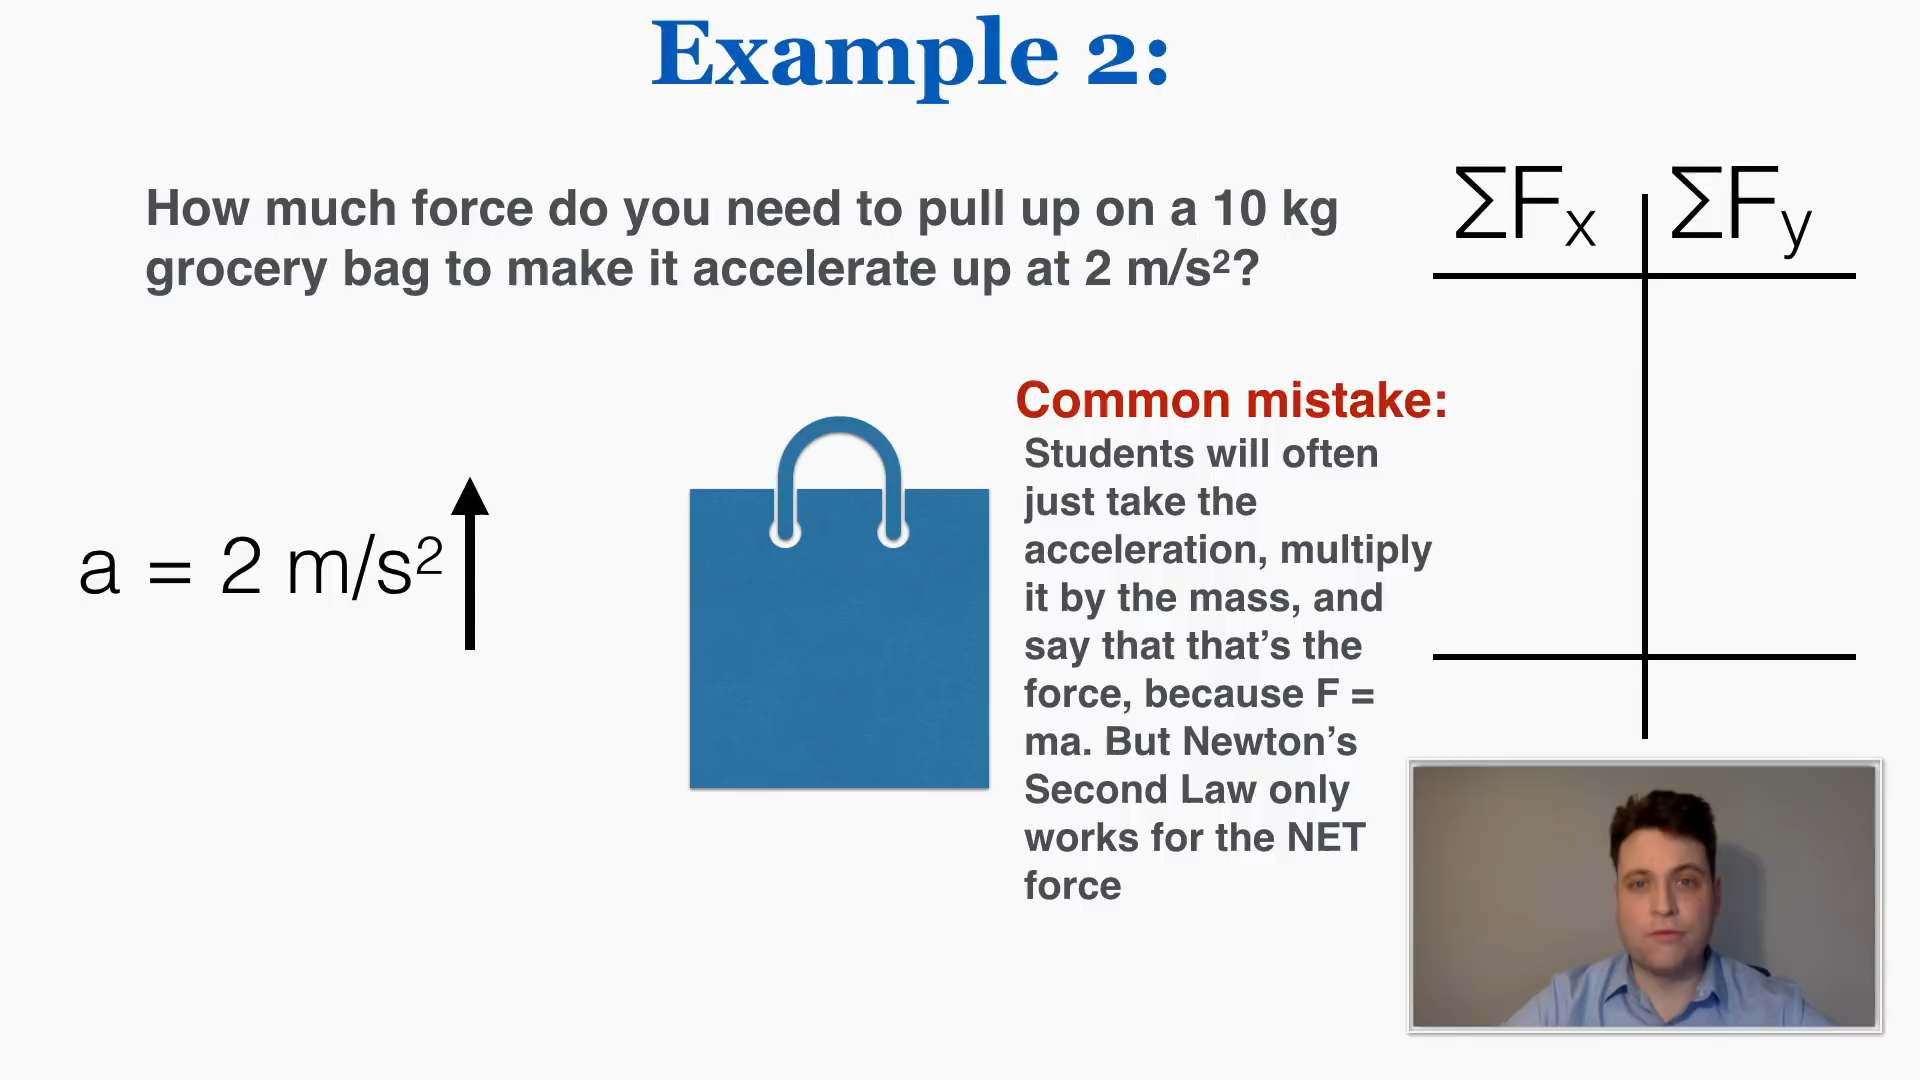 Example 2:
How much force do you need to pull up on a 10 kg
grocery bag to make it accelerate up at 2 m/s²?
ΣFx ΣFy
a = 2 m/s²
Common mistake:
Students will often
just take the
acceleration, multiply
it by the mass, and
say that that’s the
force, because F =
ma. But Newton’s
Second Law only
works for the NET
force